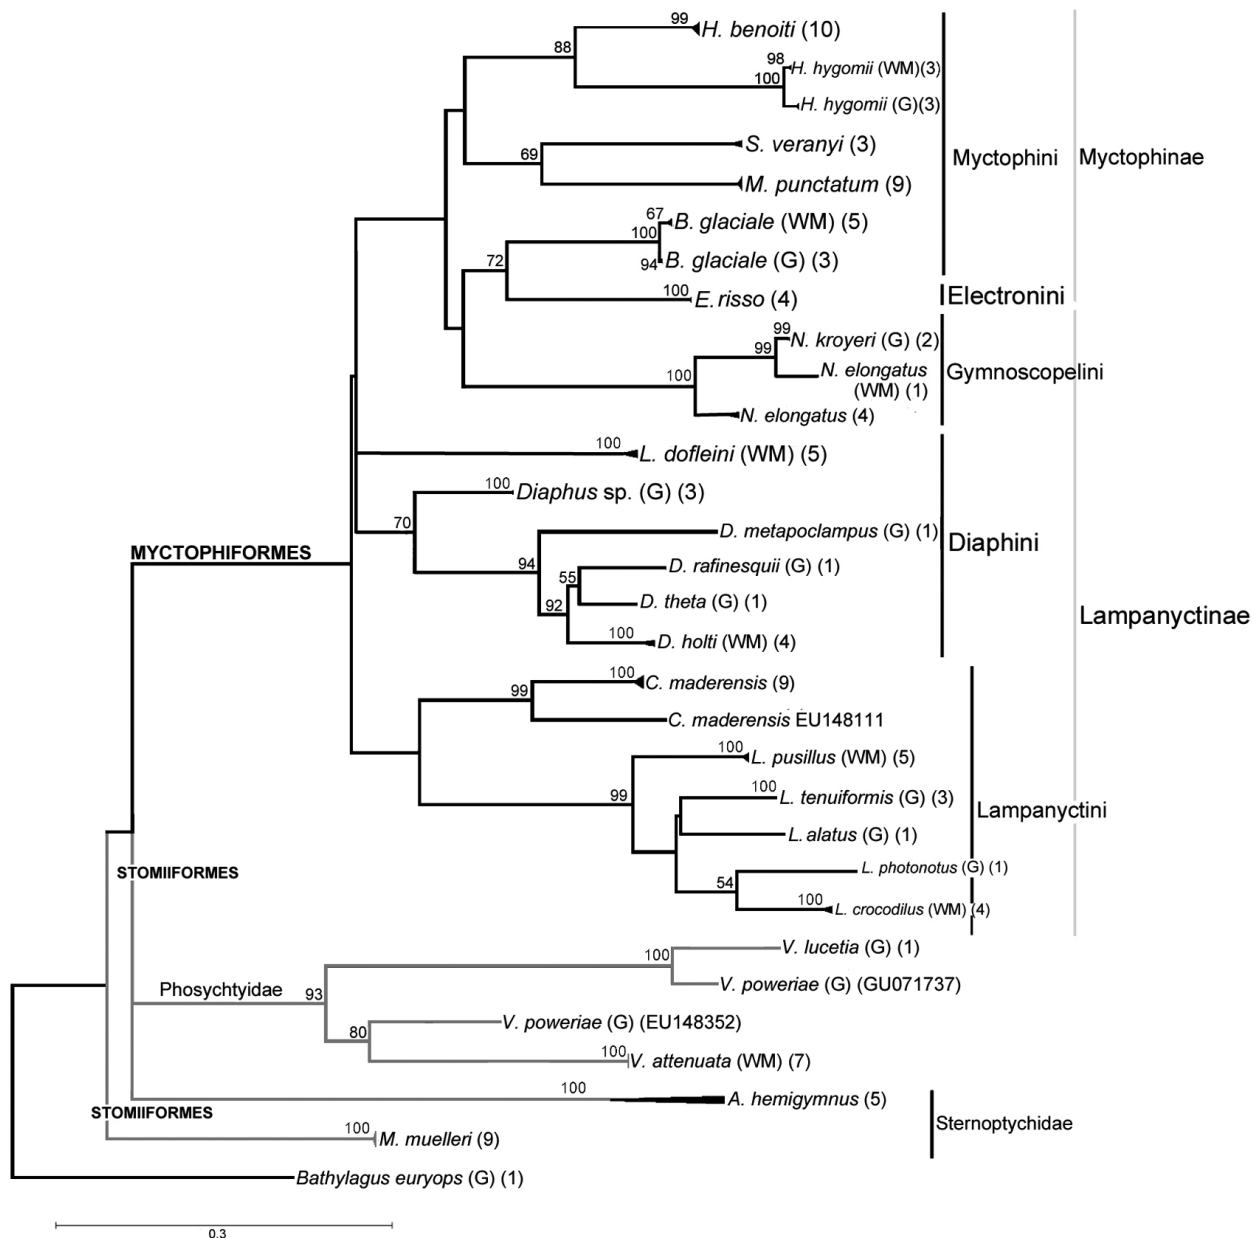 99
H. benoiti (10)
88
98
H. hygomii (WM)(3)
100
H. hygomii (G)(3)
S. veranyi (3)
69
Myctophini
Myctophinae
M. punctatum (9)
67
B. glaciale (WM) (5)
100
94
B. glaciale (G) (3)
72
100
E. risso (4)
Electronini
99
N. kroyeri (G) (2)
99
N. elongatus
(WM) (1)
Gymnoscopelini
100
N. elongatus (4)
100
L. dofleini (WM) (5)
100
Diaphus sp. (G) (3)
70
D. metapoclampus (G) (1)
Diaphini
MYCTOPHIFORMES
94
D. rafinesquii (G) (1)
55
D. theta (G) (1)
92
Lampanyctinae
100
D. holti (WM) (4)
100
C. maderensis (9)
99
C. maderensis EU148111
100
L. pusillus (WM) (5)
99
100
L. tenuiformis (G) (3)
Lampanyctini
L. alatus (G) (1)
STOMIIFORMES
L. photonotus (G) (1)
54
100
L. crocodilus (WM) (4)
V. lucetia (G) (1)
100
V. poweriae (G) (GU071737)
Phosychtyidae
93
V. poweriae (G) (EU148352)
80
100
V. attenuata (WM) (7)
100
A. hemigymnus (5)
STOMIIFORMES
Sternoptychidae
100
M. muelleri (9)
Bathylagus euryops (G) (1)
0.3